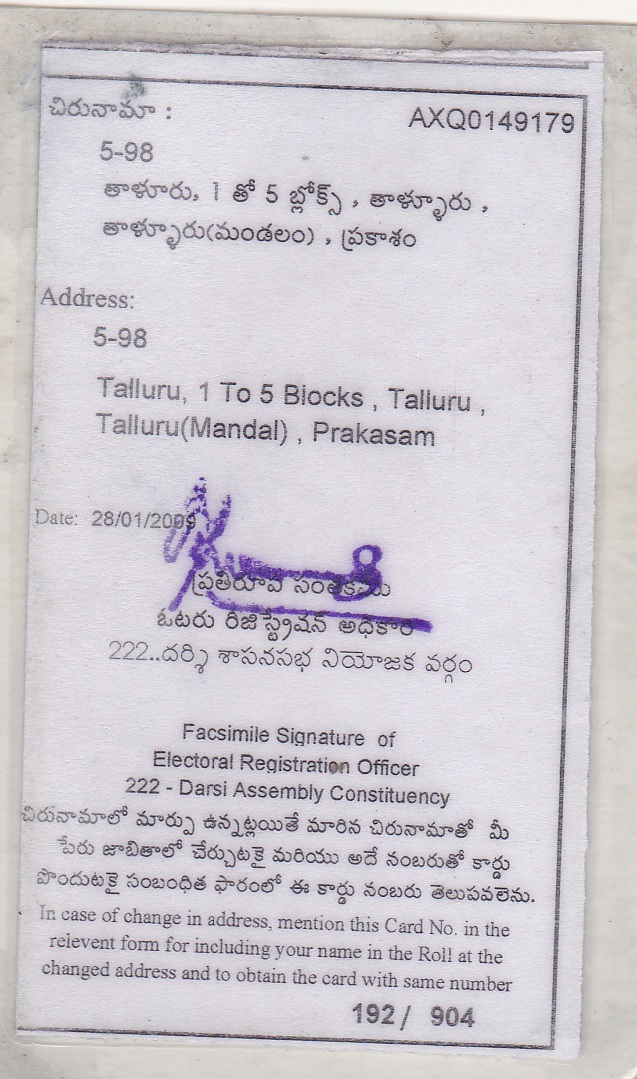 చిరునామా :
AXQ0149179
5-98
తాళూరు, 1 తో 5 బ్లోక్స్ , తాళ్ళూరు ,
తాళ్ళూరు(మండలం) , ప్రకాశం
Address:
5-98
Talluru, 1 To 5 Blocks , Talluru ,
Talluru(Mandal) , Prakasam
Date: 28/01/2009
ప్రతిరూప సంతకము
ఓటరు రిజిస్ట్రేషన్ అధికారి
222..దర్శి శాసనసభ నియోజక వర్గం
Facsimile Signature of
Electoral Registration Officer
222 - Darsi Assembly Constituency
చిరునామాలో మార్పు ఉన్నట్లయితే మారిన చిరునామాతో మీ
పేరు జాబితాలో చేర్చుటకై మరియు అదే నంబరుతో కార్డు
పొందుటకై సంబంధిత ఫారంలో ఈ కార్డు నంబరు తెలుపవలెను.
In case of change in address, mention this Card No. in the
relevent form for including your name in the Roll at the
changed address and to obtain the card with same number
192 / 904